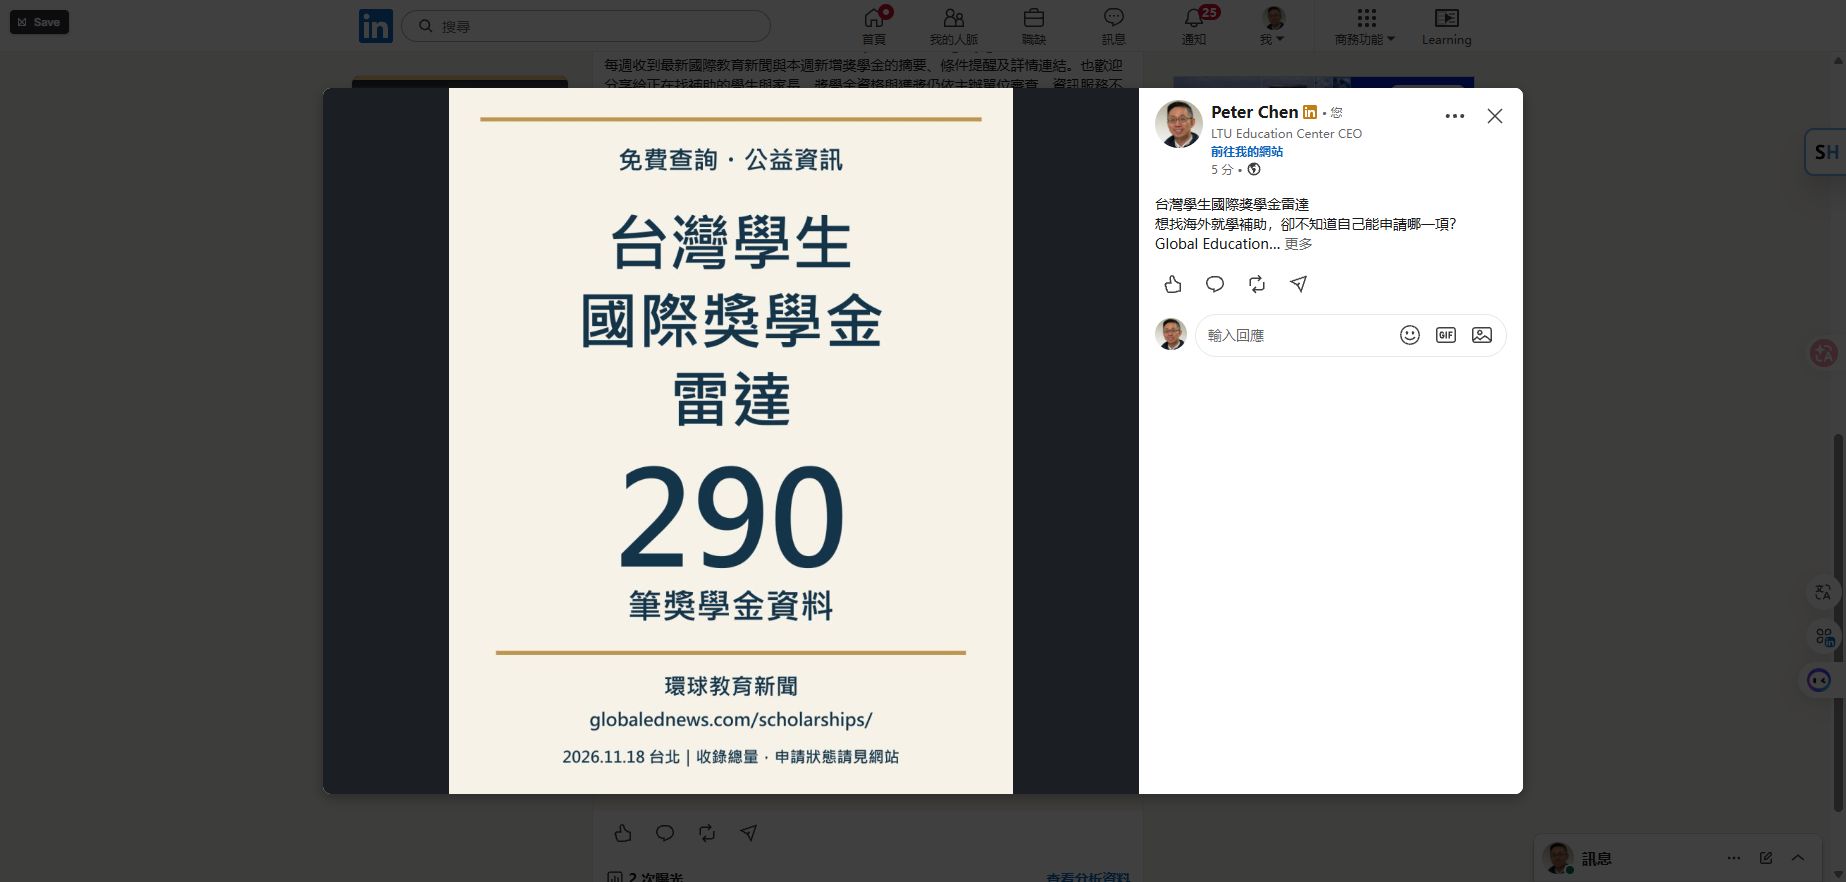 Save
搜尋
首頁
我的人脈
職缺
訊息
25
通知
我
商務功能
Learning
每週收到最新國際教育新聞與本週新增獎學金的摘要、條件提醒及詳情連結。也歡迎
免費查詢・公益資訊
台灣學生
國際獎學金
雷達
290
筆獎學金資料
環球教育新聞
globalednews.com/scholarships/
2026.11.18 台北｜收錄總量・申請狀態請見網站
Peter Chen in • 您
LTU Education Center CEO
前往我的網站
5 分 •
台灣學生國際獎學金雷達
想找海外就學補助，卻不知道自己能申請哪一項？
Global Education... 更多
輸入回應
GIF
SH
2 次曝光
查看分析資料
訊息